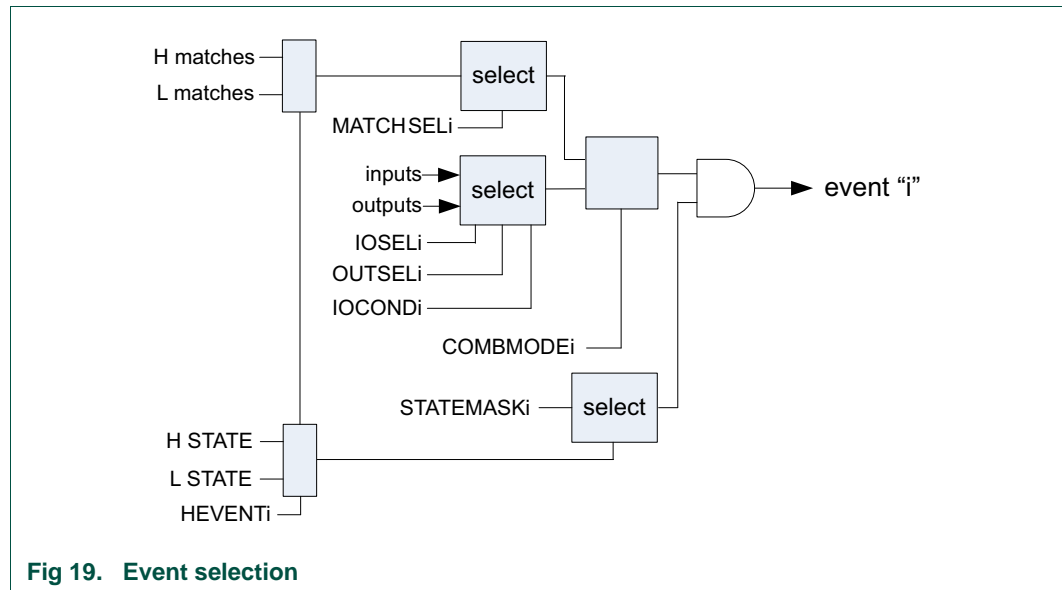 H matches
L matches
select
MATCHSELi
inputs
outputs
select
IOSELi
OUTSELi
IOCONDi
event “i”
COMBMODEi
STATEMASKi
select
H STATE
L STATE
HEVENTi
Fig 19. Event selection